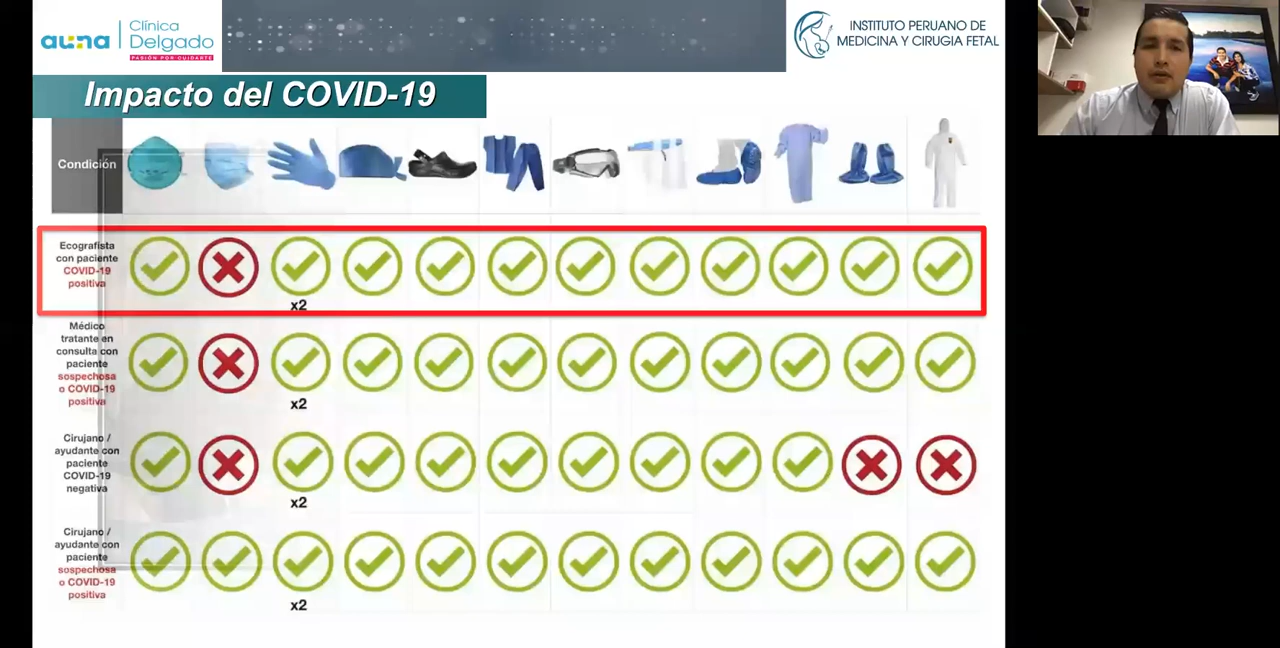 auna
Clínica
Delgado
PASIÓN POR CUIDARTE
INSTITUTO PERUANO DE
MEDICINA Y CIRUGIA FETAL
Impacto del COVID-19
Condición
Ecografista
con paciente
COVID-19
positiva
x2
Médico
tratante en
consulta con
paciente
sospechosa
o COVID-19
positiva
x2
Cirujano /
ayudante con
paciente
COVID-19
negativa
x2
Cirujano /
ayudante con
paciente
sospechosa
o COVID-19
positiva
x2